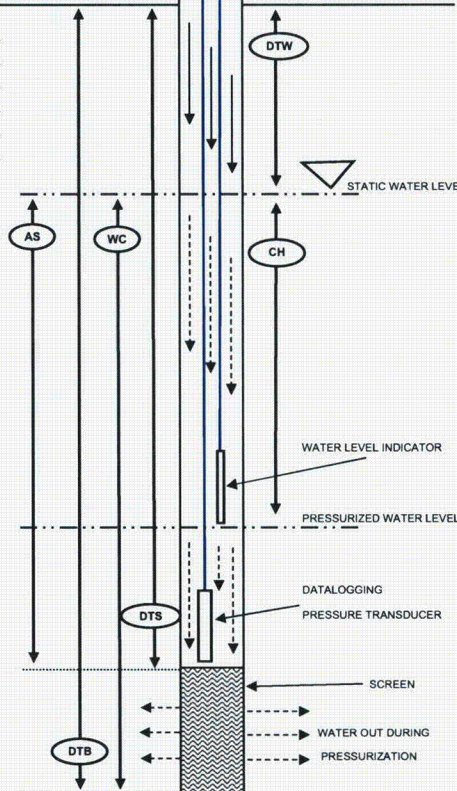 DTW
STATIC WATER LEVE
AS
WC
CH
WATER LEVEL INDICATOR
PRESSURIZED WATER LEVEL
DATALOGGING
PRESSURE TRANSDUCER
DTS
SCREEN
WATER OUT DURING
PRESSURIZATION
DTB